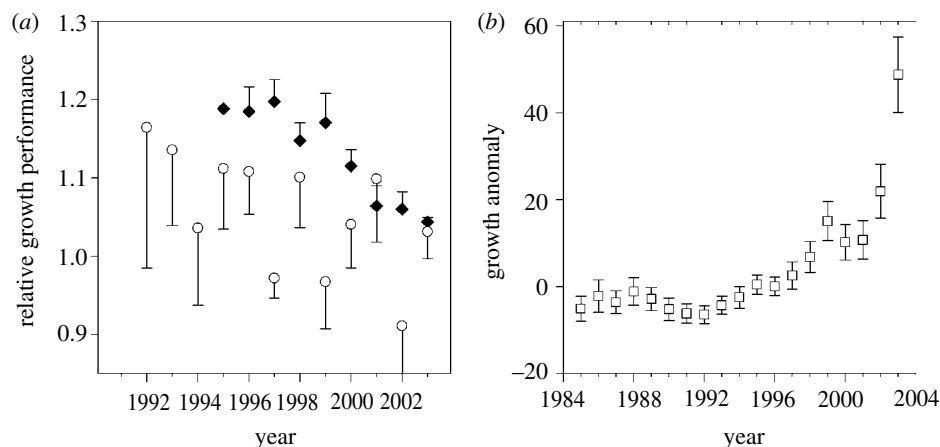 (a)
relative growth performance
1.3
1.2
1.1
1.0
0.9
1992 1994 1996 1998 2000 2002
year
(b)
growth anomaly
60
40
20
0
–20
1984 1988 1992 1996 2000 2004
year